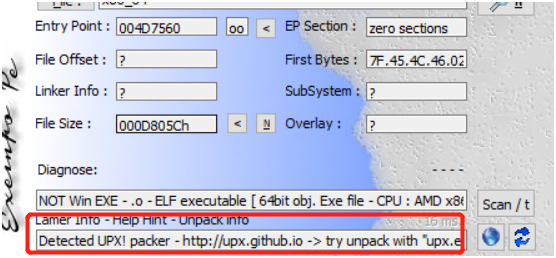 Entry Point : 004D7560 oo < EP Section : zero sections
File Offset : ? First Bytes : 7F.45.4C.46.02
Linker Info : ? SubSystem : ?
File Size : 000D805Ch < N Overlay : ?
Exeinfo Pe
Diagnose: ----
NOT Win EXE - .o - ELF executable [ 64bit obj. Exe file - CPU : AMD x86
Scan / t
Lamer Info - Help Hint - Unpack info 16 ms
Detected UPX! packer - http://upx.github.io -> try unpack with "upx.e